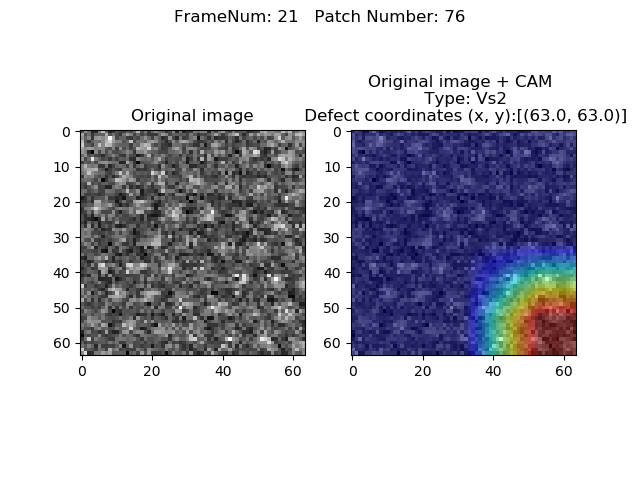 FrameNum: 21   Patch Number: 76
Original image
Original image + CAM
Type: Vs2
Defect coordinates (x, y):[(63.0, 63.0)]
0
10
20
30
40
50
60
0 20 40 60
0
10
20
30
40
50
60
0 20 40 60